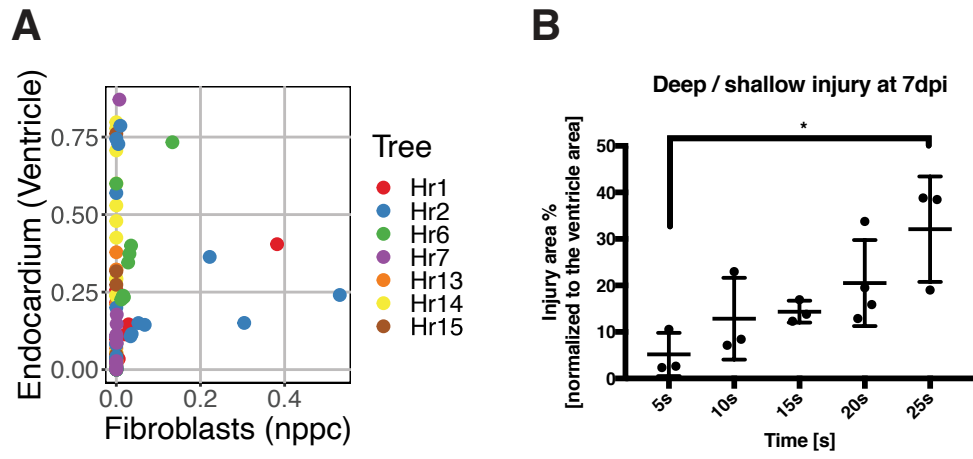 A
Endocardium (Ventricle)
0.75
0.50
0.25
0.00
0.0
0.2
0.4
Fibroblasts (nppc)
Tree
Hr1
Hr2
Hr6
Hr7
Hr13
Hr14
Hr15
B
Deep / shallow injury at 7dpi
*
Injury area %
[normalized to the ventricle area]
50
40
30
20
10
0
5s
10s
15s
20s
25s
Time [s]